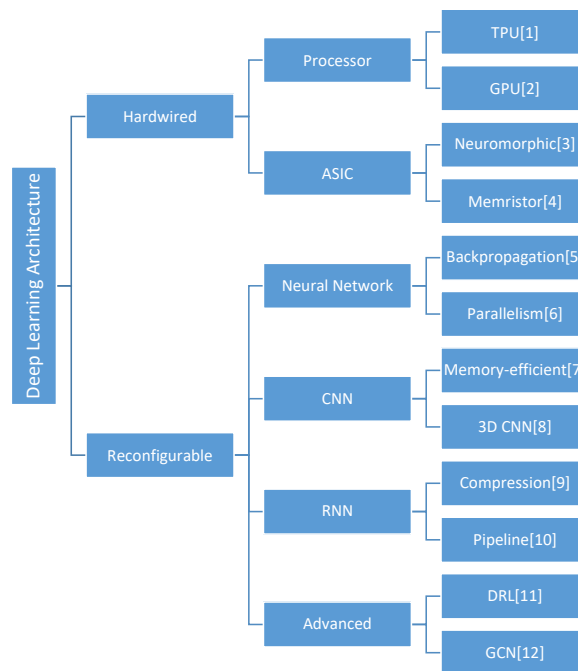 Deep Learning Architecture
Hardwired
Processor
TPU[1]
GPU[2]
ASIC
Neuromorphic[3]
Memristor[4]
Reconfigurable
Neural Network
Backpropagation[5
Parallelism[6]
CNN
Memory-efficient[7
3D CNN[8]
RNN
Compression[9]
Pipeline[10]
Advanced
DRL[11]
GCN[12]